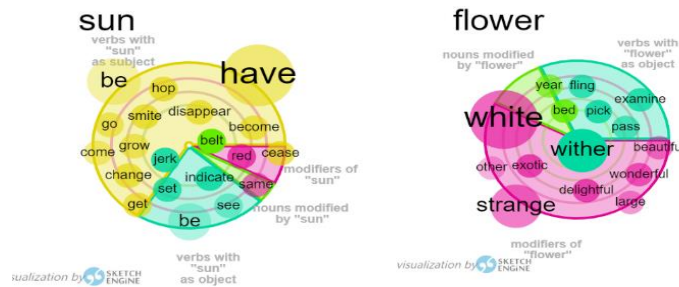 sun
verbs with
"sun"
as subject
be
have
hop
disappear
smite
go
become
belt
grow
come
red
cease
jerk
change
indicate
modifiers of
"sun"
set
same
get
nouns modified
by "sun"
see
be
verbs with
"sun"
as object
visualization by
SKETCH
ENGINE
flower
nouns modified
by "flower"
verbs with
"flower"
as object
year
fling
examine
white
bed
pick
pass
wither
beautiful
other
exotic
wonderful
delightful
strange
large
modifiers of
"flower"
visualization by
SKETCH
ENGINE